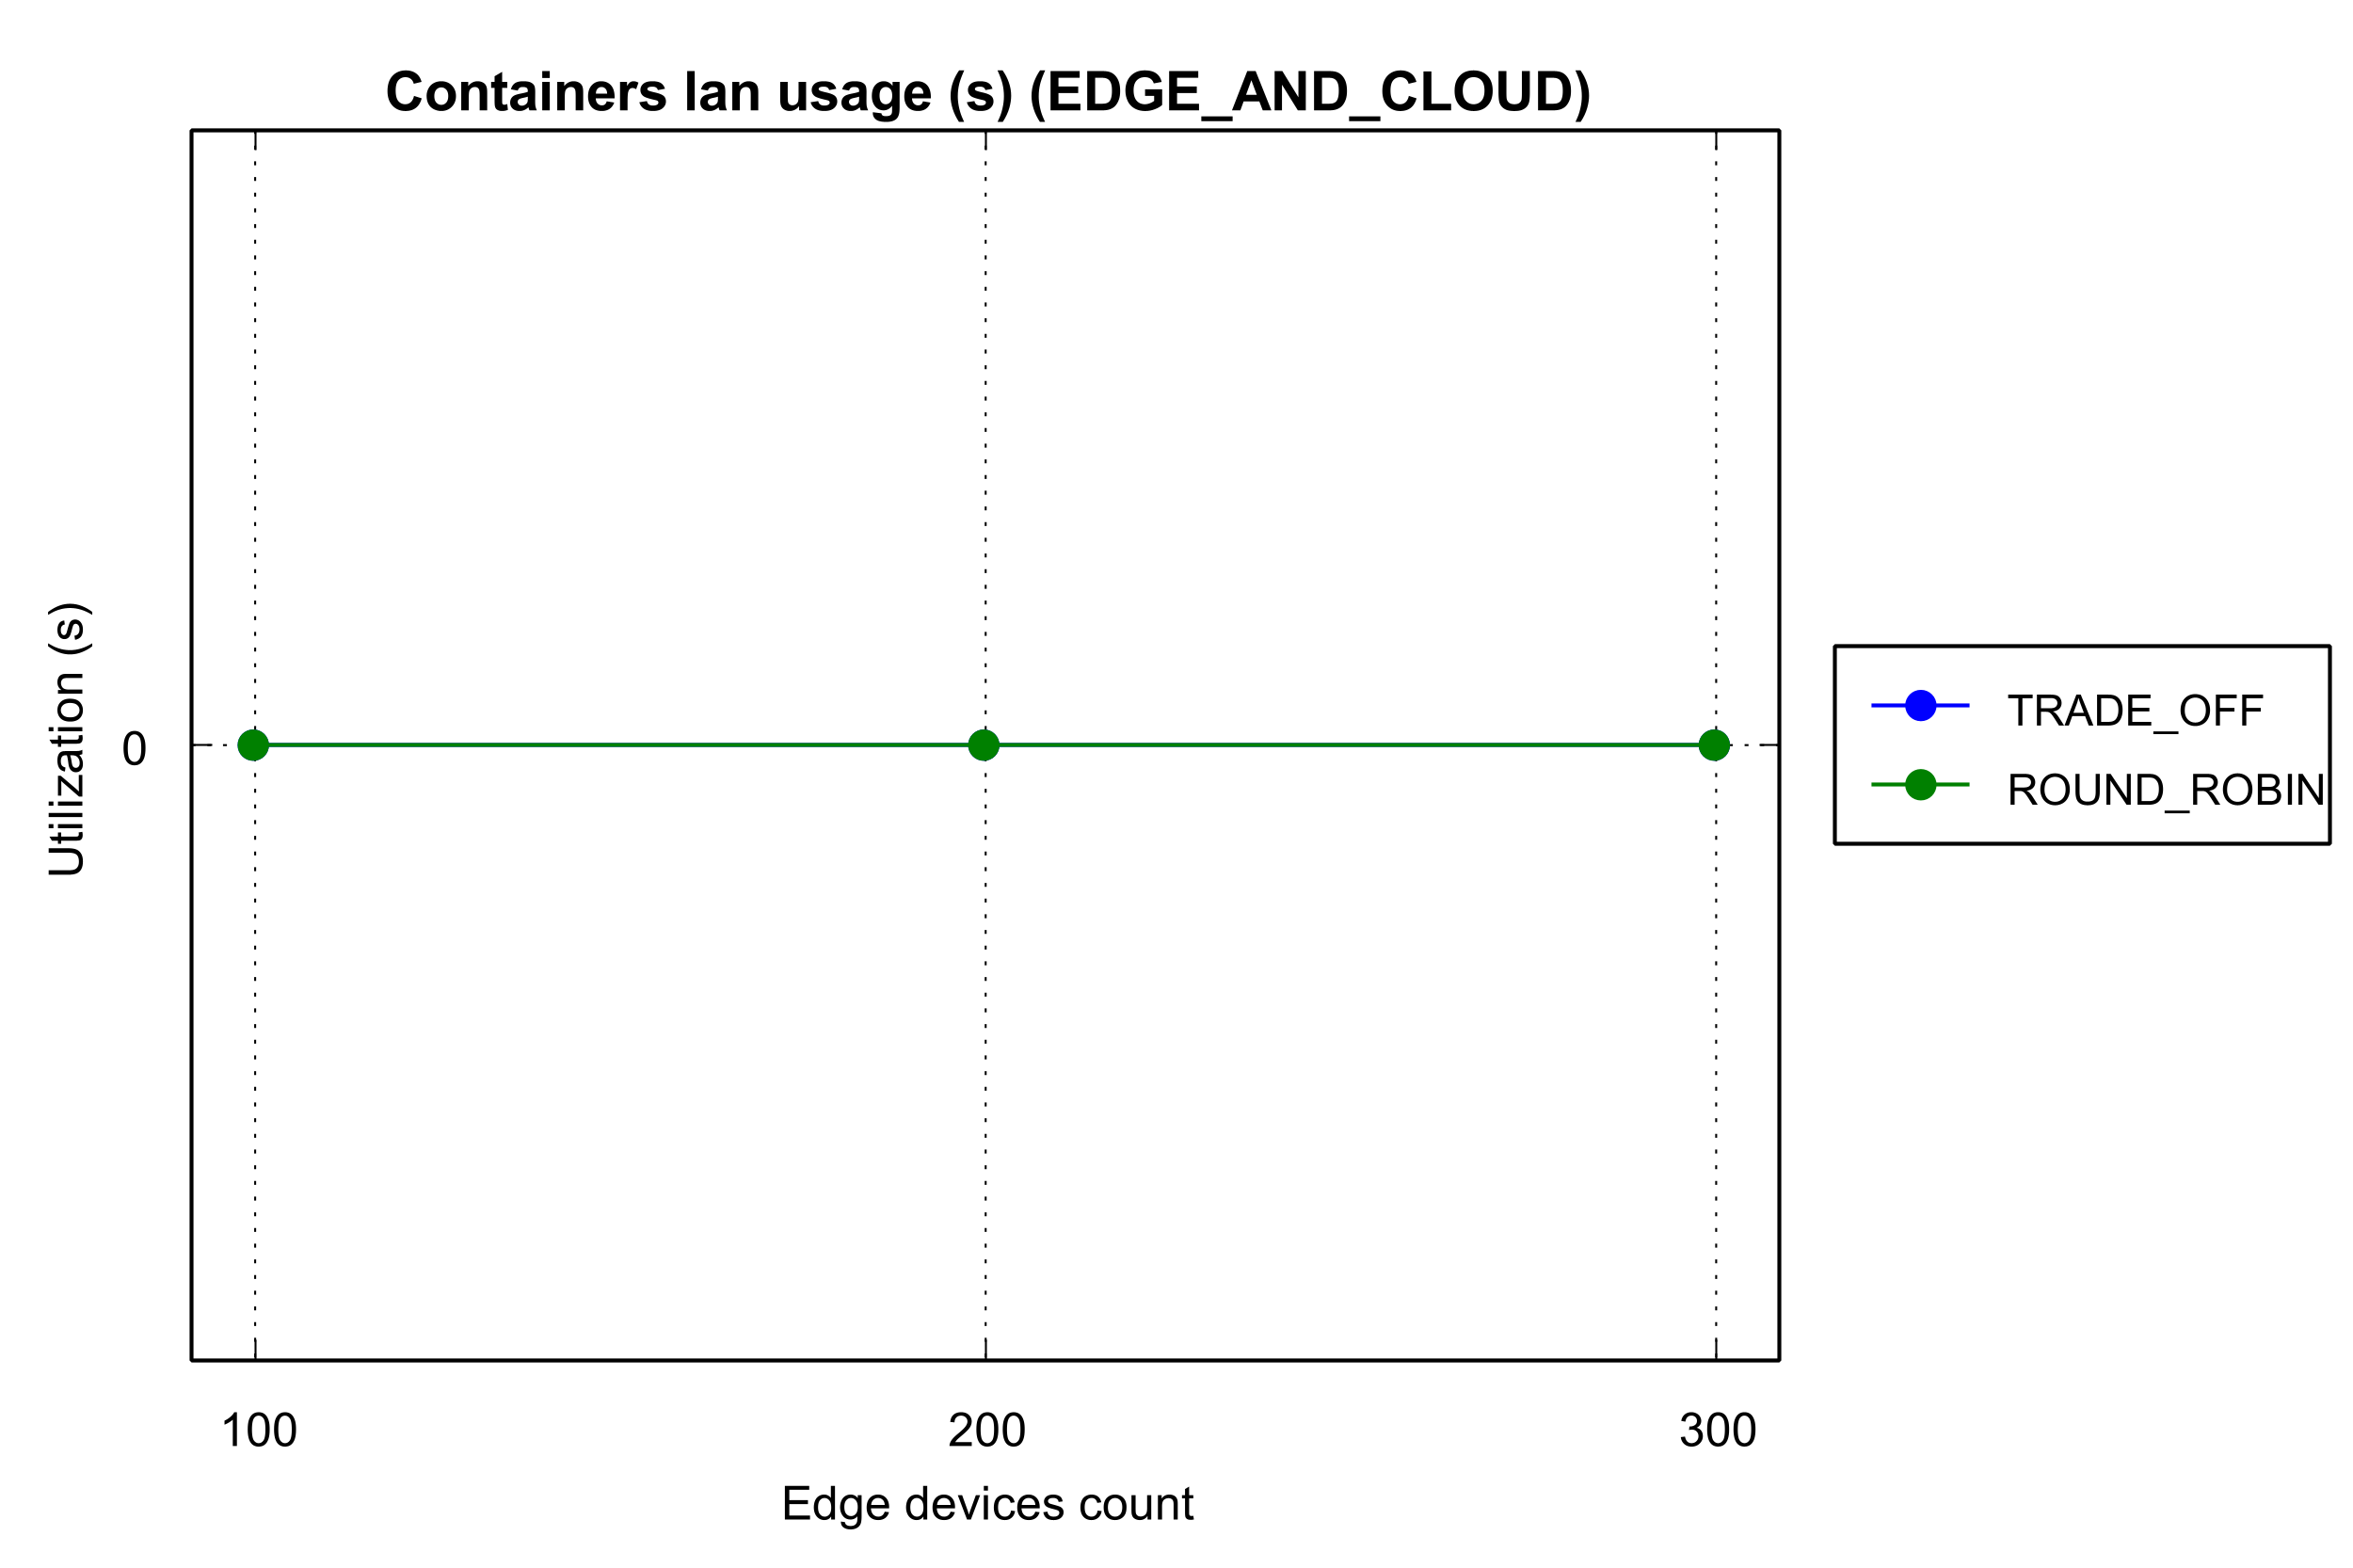 Containers lan usage (s)(EDGE_AND_CLOUD)
Utilization (s)
0
TRADE_OFF
ROUND_ROBIN
100 200 300
Edge devices count